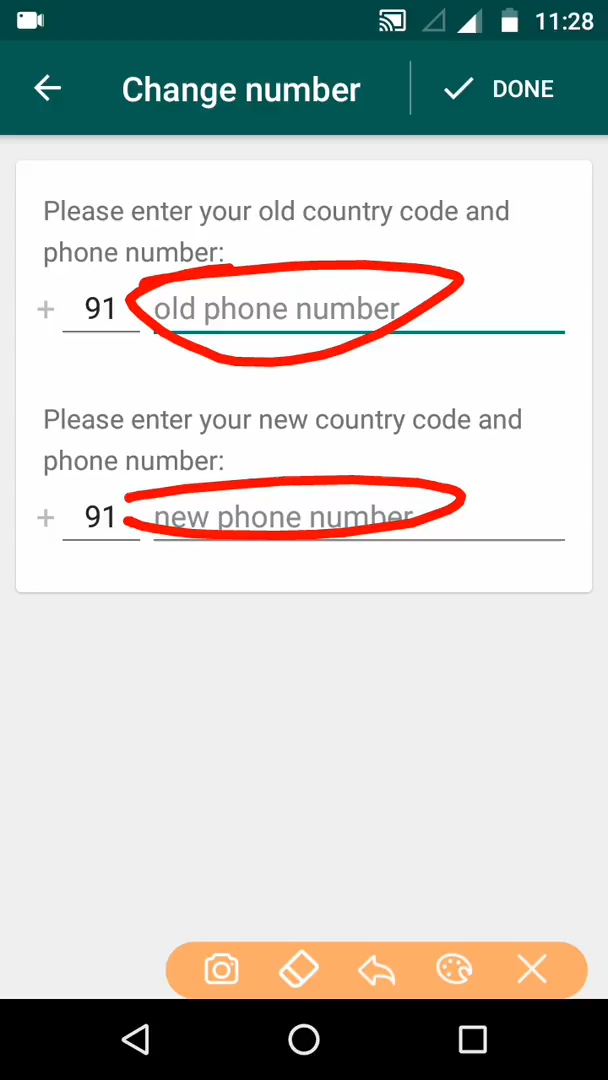 11:28
Change number
DONE
Please enter your old country code and
phone number:
+ 91 old phone number
Please enter your new country code and
phone number:
+ 91 new phone number